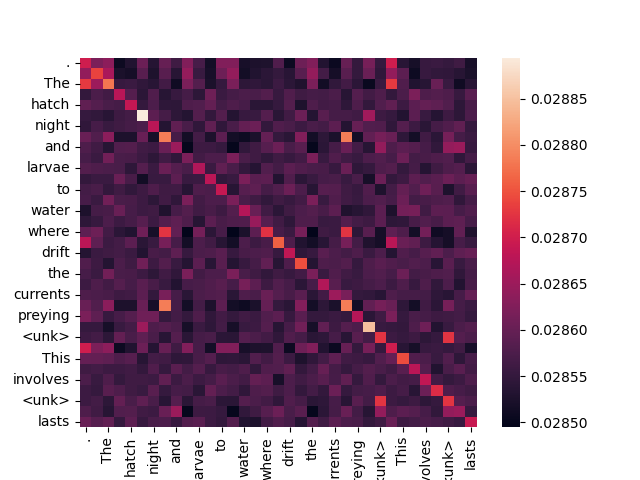 .
The
hatch
night
and
larvae
to
water
where
drift
the
currents
preying
<unk>
This
involves
<unk>
lasts
. The hatch night and arvae to water where drift the rrents reying <unk> This volves <unk> lasts
0.02885
0.02880
0.02875
0.02870
0.02865
0.02860
0.02855
0.02850